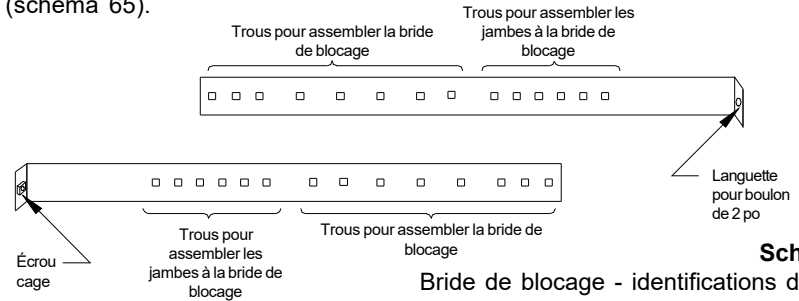 (schéma 65).
Trous pour assembler la bride
de blocage
Trous pour assembler les
jambes à la bride de
blocage
Languette
pour boulon
de 2 po
Écrou
cage
Trous pour
assembler les
jambes à la bride de
blocage
Trous pour assembler la bride de
blocage
Sch
Bride de blocage - identifications d